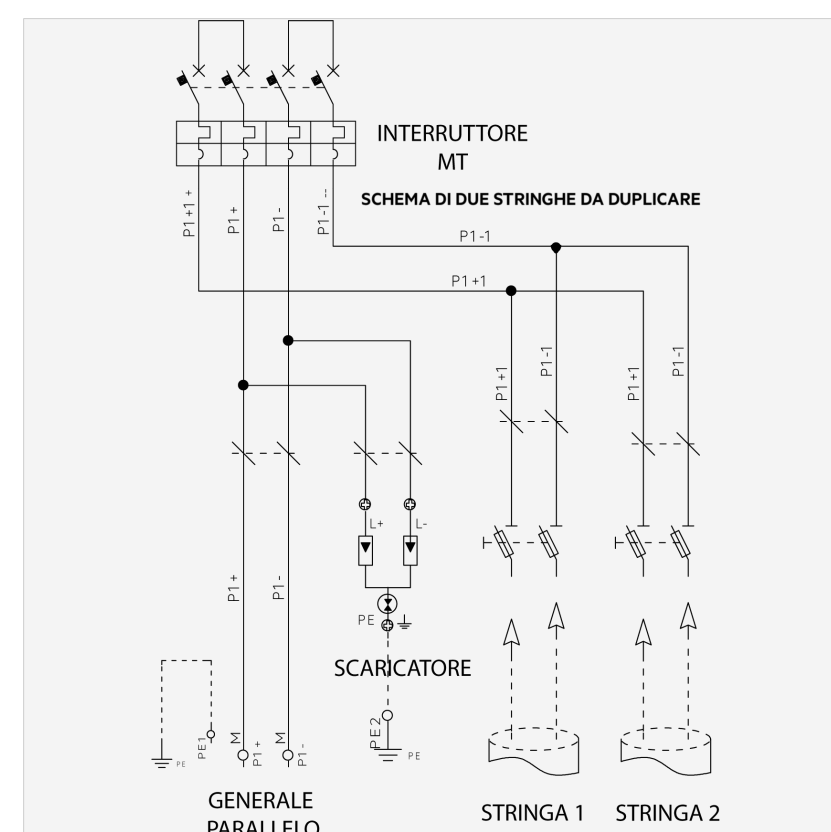 INTERRUTTORE
MT
SCHEMA DI DUE STRINGHE DA DUPLICARE
P1+1 +
P1+
P1-
P1-1 --
P1-1
P1+1
P1+1
P1-1
P1+1
P1-1
L+
L-
P1+
P1-
PE
SCARICATORE
PE
PE1
M
P1+
M
P1-
PE2
PE
GENERALE
PARALLELO
STRINGA 1
STRINGA 2